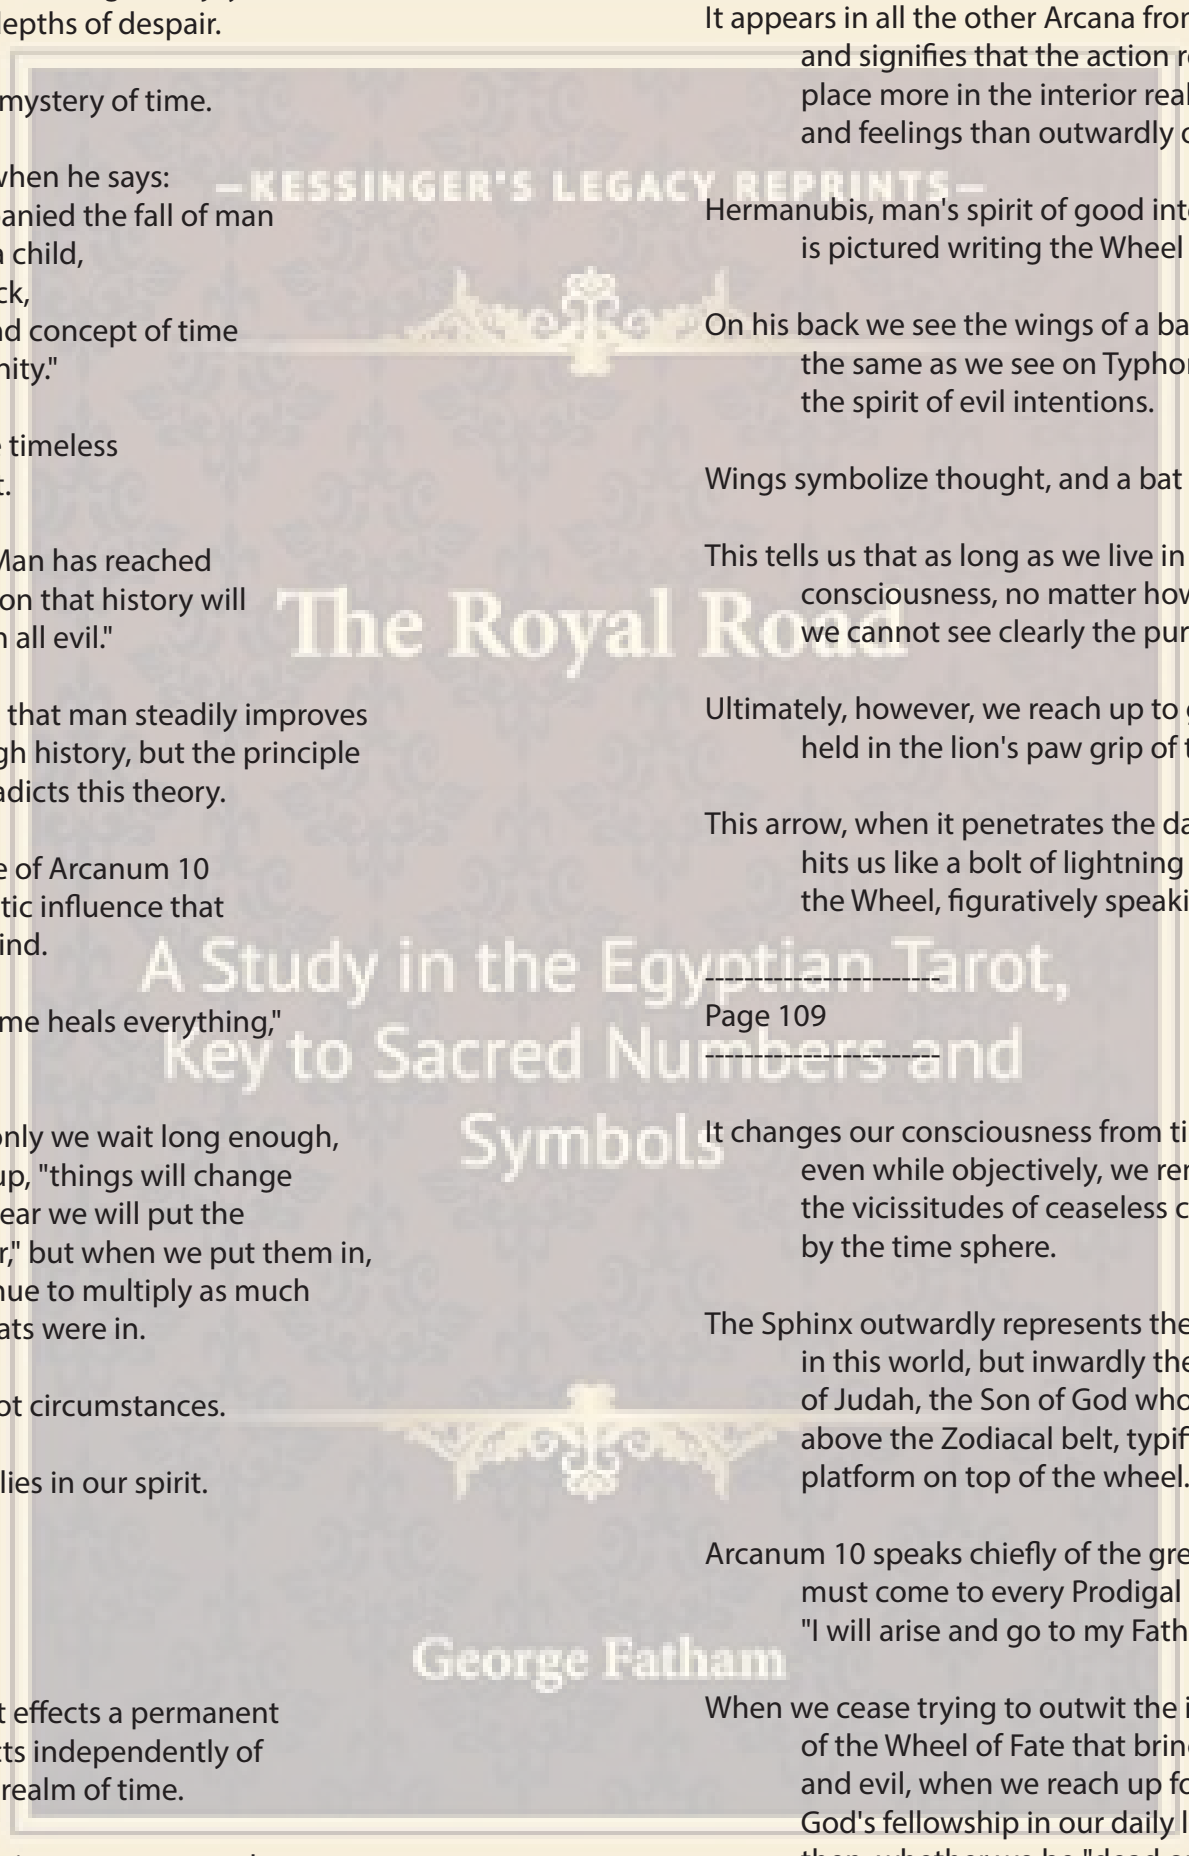 depths of despair.
mystery of time.
when he says:
anied the fall of man
a child,
ck,
nd concept of time
nity."
timeless
t.
Man has reached
on that history will
n all evil."
that man steadily improves
gh history, but the principle
adicts this theory.
e of Arcanum 10
tic influence that
ind.
me heals everything,"
only we wait long enough,
up, "things will change
ear we will put the
r," but when we put them in,
nue to multiply as much
ats were in.
ot circumstances.
lies in our spirit.
t effects a permanent
cts independently of
realm of time.
—KESSINGER'S LEGACY REPRINTS—
The Royal Road
A Study in the Egyptian Tarot,
Key to Sacred Numbers and
Symbols
George Fatham
It appears in all the other Arcana from
and signifies that the action r
place more in the interior real
and feelings than outwardly o
Hermanubis, man's spirit of good inte
is pictured writing the Wheel
On his back we see the wings of a ba
the same as we see on Typhon
the spirit of evil intentions.
Wings symbolize thought, and a bat
This tells us that as long as we live in
consciousness, no matter how
we cannot see clearly the pur
Ultimately, however, we reach up to g
held in the lion's paw grip of t
This arrow, when it penetrates the da
hits us like a bolt of lightning
the Wheel, figuratively speaki
------------------------
Page 109
------------------------
It changes our consciousness from ti
even while objectively, we rem
the vicissitudes of ceaseless c
by the time sphere.
The Sphinx outwardly represents the
in this world, but inwardly the
of Judah, the Son of God who
above the Zodiacal belt, typif
platform on top of the wheel.
Arcanum 10 speaks chiefly of the gre
must come to every Prodigal
"I will arise and go to my Fath
When we cease trying to outwit the i
of the Wheel of Fate that brin
and evil, when we reach up fo
God's fellowship in our daily l